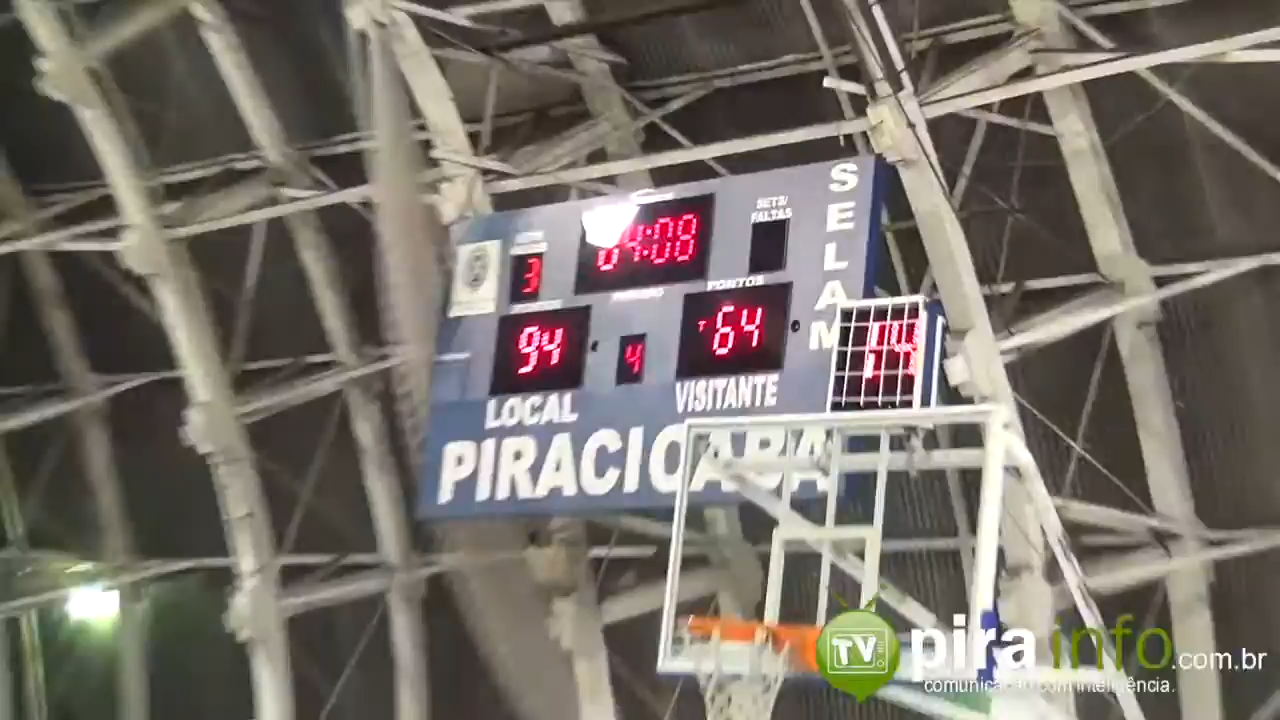 SETS/
FALTAS
3
04:08
PONTOS
94
4
64
14
LOCAL
VISITANTE
SELAM
PIRACICABA
TV
pira info.com.br
comunicação com inteligência.